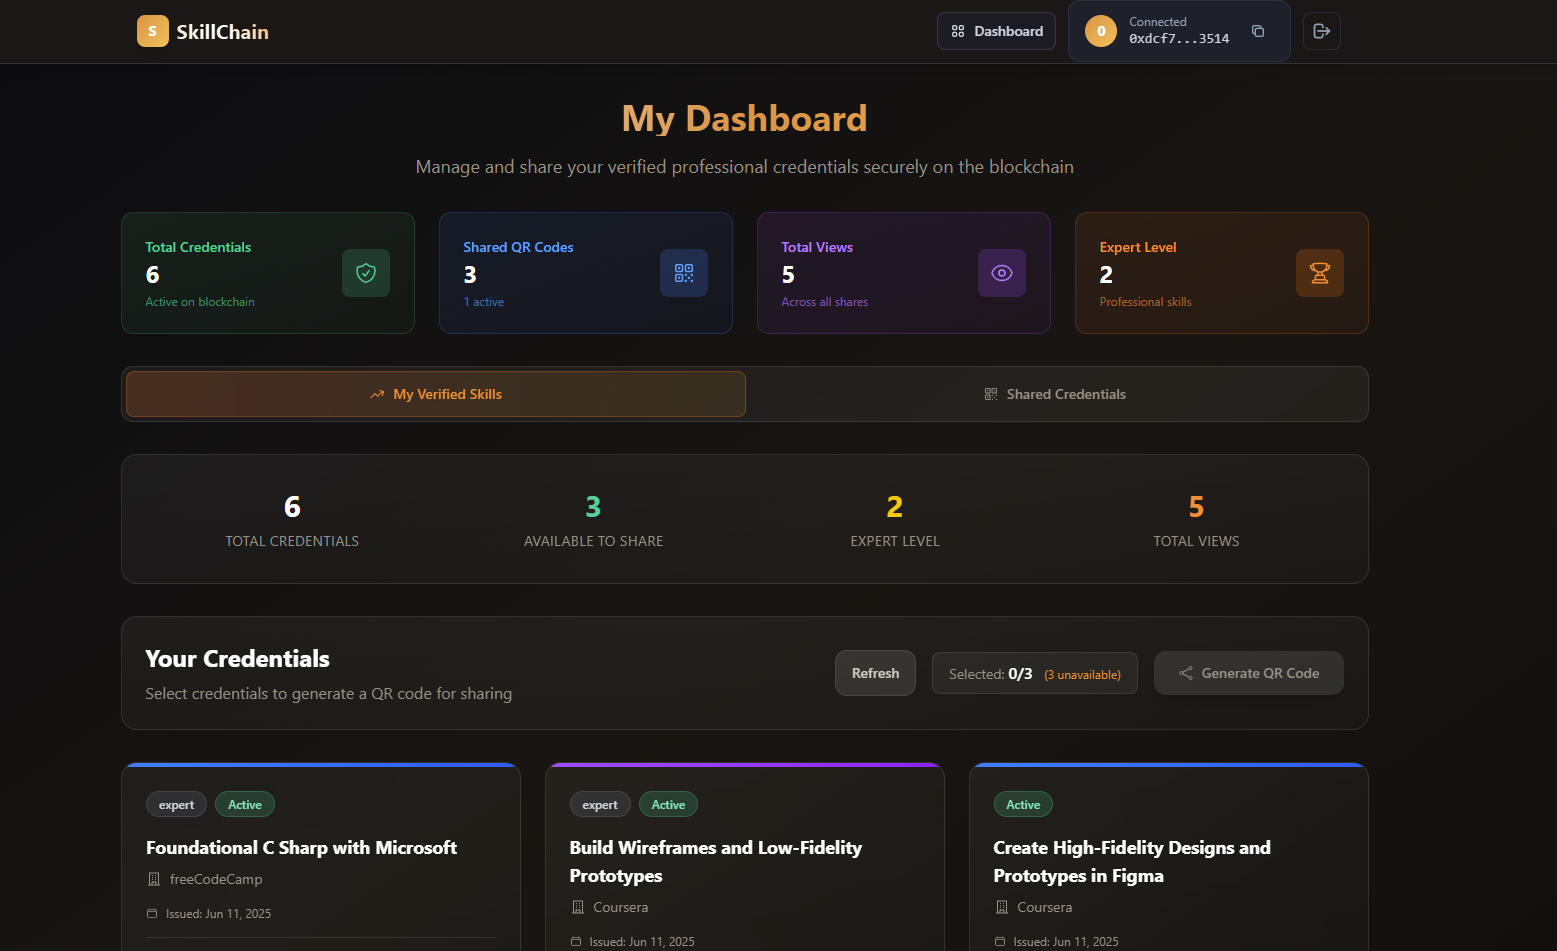 S SkillChain
Dashboard
0
Connected
0xdcf7...3514
My Dashboard
Manage and share your verified professional credentials securely on the blockchain
Total Credentials
6
Active on blockchain
Shared QR Codes
3
1 active
Total Views
5
Across all shares
Expert Level
2
Professional skills
My Verified Skills
Shared Credentials
6
TOTAL CREDENTIALS
3
AVAILABLE TO SHARE
2
EXPERT LEVEL
5
TOTAL VIEWS
Your Credentials
Select credentials to generate a QR code for sharing
Refresh
Selected: 0/3 (3 unavailable)
Generate QR Code
expert Active
Foundational C Sharp with Microsoft
freeCodeCamp
Issued: Jun 11, 2025
expert Active
Build Wireframes and Low-Fidelity
Prototypes
Coursera
Issued: Jun 11, 2025
Active
Create High-Fidelity Designs and
Prototypes in Figma
Coursera
Issued: Jun 11, 2025